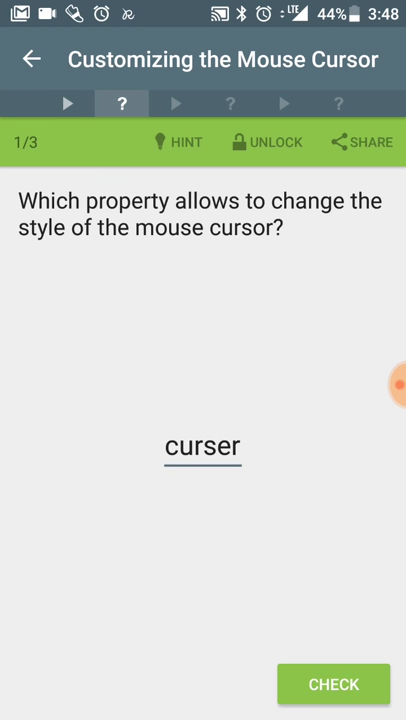 LTE 44% 3:48
Customizing the Mouse Cursor
? ? ?
1/3 HINT UNLOCK SHARE
Which property allows to change the
style of the mouse cursor?
curser
CHECK